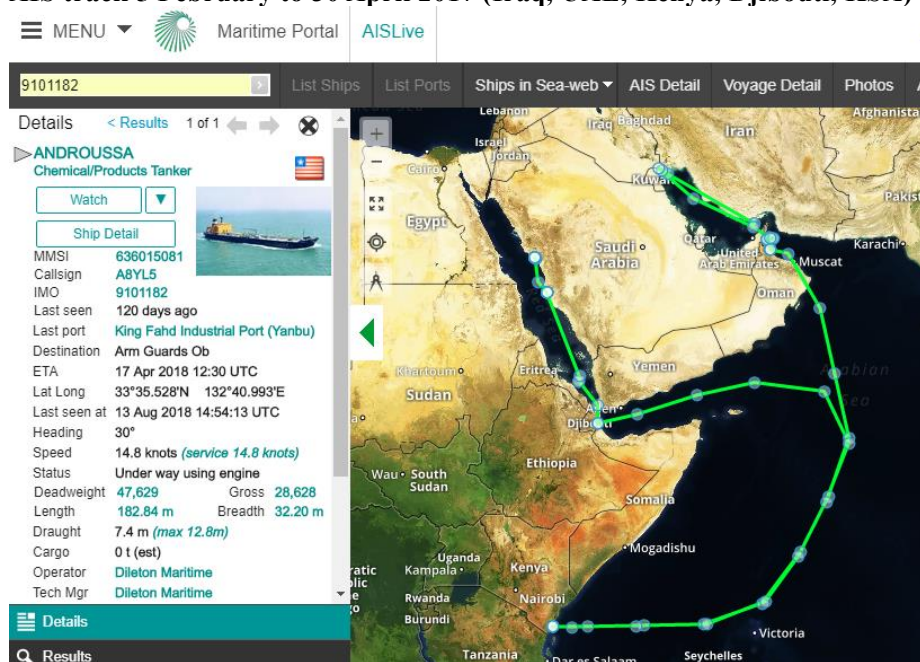 AIS track 3 February to 30 April 2017 (Iraq, UAE, Kenya, Djibouti, KSA)
MENU Maritime Portal AISLive
9101182 List Ships List Ports Ships in Sea-web AIS Detail Voyage Detail Photos
Details < Results 1 of 1
ANDROUSSA
Chemical/Products Tanker
Watch
Ship Detail
MMSI 636015081
Callsign A8YL5
IMO 9101182
Last seen 120 days ago
Last port King Fahd Industrial Port (Yanbu)
Destination Arm Guards Ob
ETA 17 Apr 2018 12:30 UTC
Lat Long 33°35.528'N 132°40.993'E
Last seen at 13 Aug 2018 14:54:13 UTC
Heading 30°
Speed 14.8 knots (service 14.8 knots)
Status Under way using engine
Deadweight 47,629 Gross 28,628
Length 182.84 m Breadth 32.20 m
Draught 7.4 m (max 12.8m)
Cargo 0 t (est)
Operator Dileton Maritime
Tech Mgr Dileton Maritime
Details
Results
Lebanon
Iraq Baghdad
Iran
Afghanista
Israel
Jordan
Cairo
Kuwait
Pakis
Egypt
Saudi
Arabia
Qatar
United
Arab Emirates
Muscat
Karachi
Oman
Khartoum
Eritrea
Yemen
Arabian
Sea
Sudan
Aden
Djibouti
Wau South
Sudan
Ethiopia
Somalia
Mogadishu
Uganda
Kampala
Kenya
ratic
blic
Rwanda
Nairobi
Burundi
Victoria
Tanzania
Dar es Salaam
Seychelles